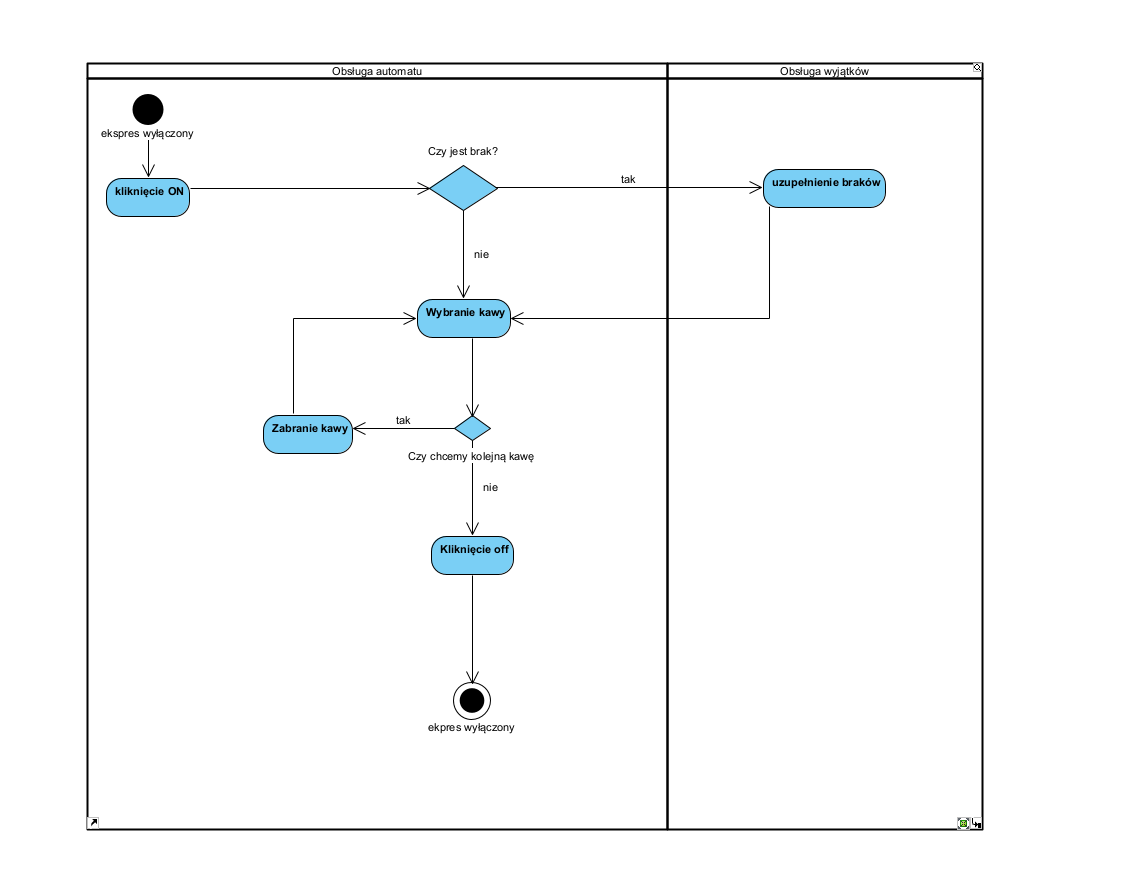 Obsługa automatu
Obsługa wyjątków
ekspres wyłączony
Czy jest brak?
kliknięcie ON
tak
uzupełnienie braków
nie
Wybranie kawy
tak
Zabranie kawy
Czy chcemy kolejną kawę
nie
Kliknięcie off
ekpres wyłączony